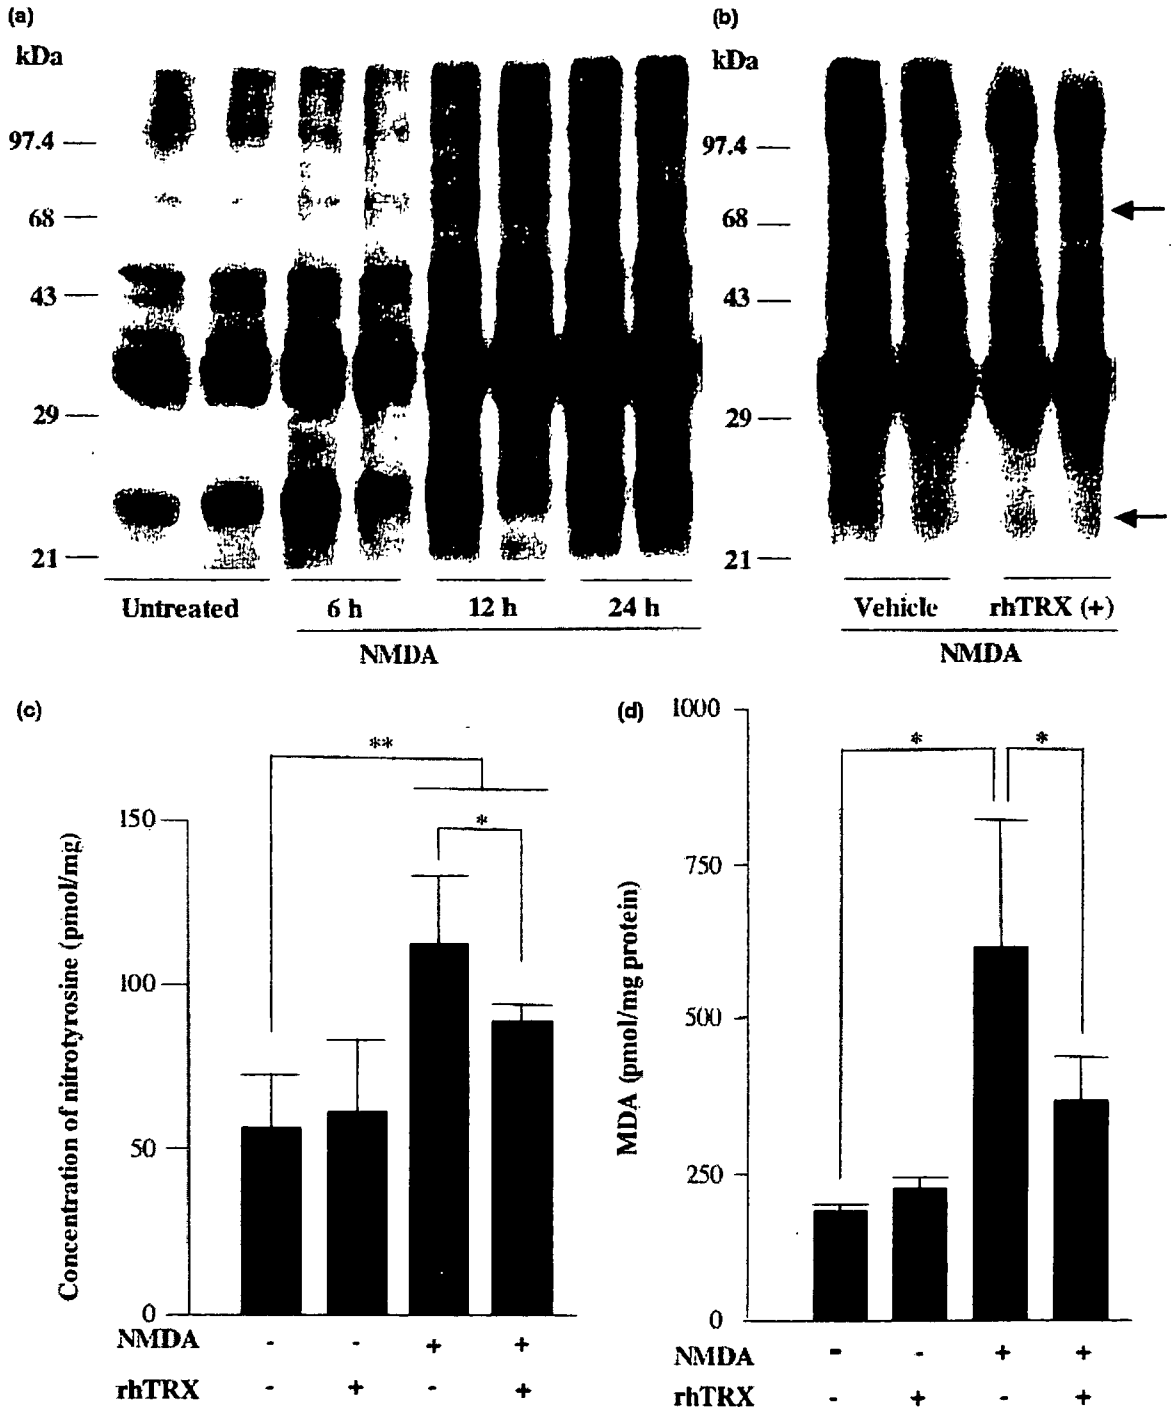 (a)
kDa
97.4
68
43
29
21
Untreated 6 h 12 h 24 h
NMDA
(b)
kDa
97.4
68
43
29
21
Vehicle rhTRX (+)
NMDA
(c)
**
*
150
100
50
0
Concentration of nitrotyrosine (pmol/mg)
NMDA - - + +
rhTRX - + - +
(d)
* *
1000
750
500
250
0
MDA (pmol/mg protein)
NMDA - - + +
rhTRX - + - +